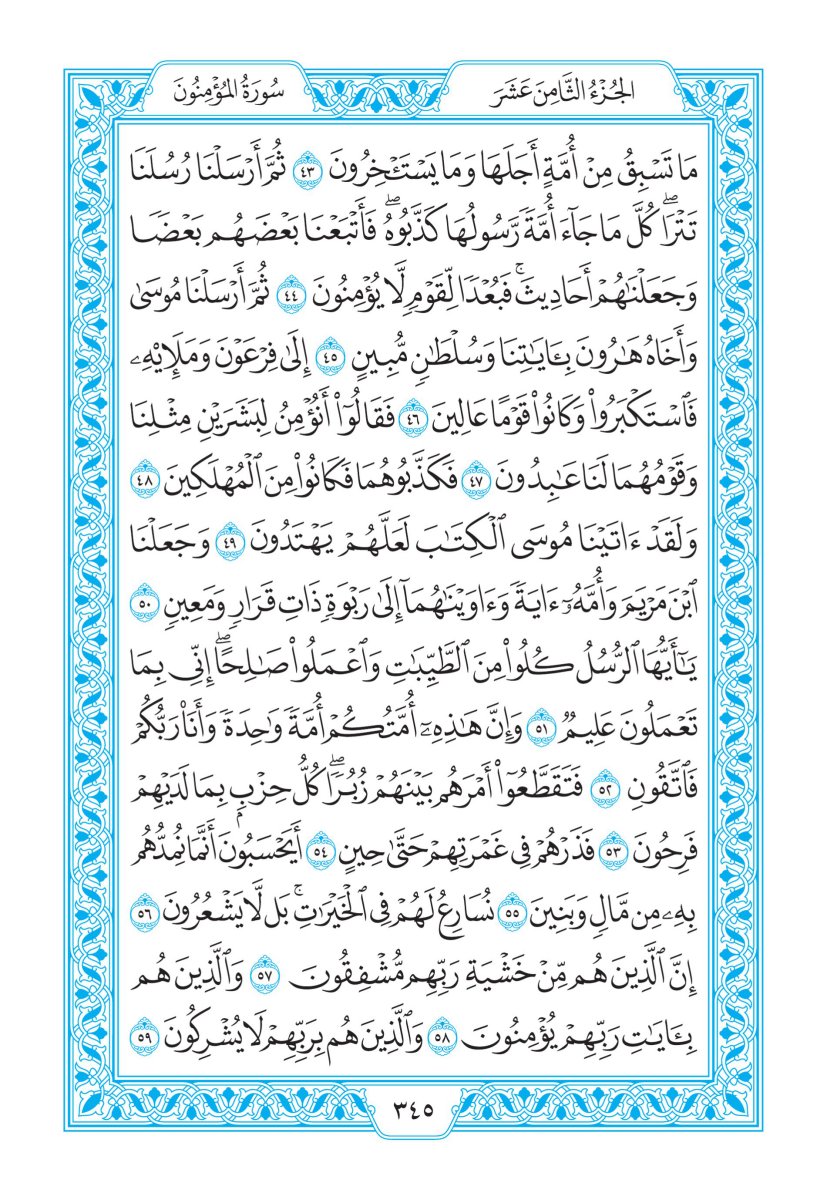 الجُزْءُ الثَّامِنَ عَشَرَ
سُورَةُ المُؤْمِنُونَ
مَا تَسۡبِقُ مِنۡ أُمَّةٍ أَجَلَهَا وَمَا يَسۡتَـٔۡخِرُونَ ٤٣ ثُمَّ أَرۡسَلۡنَا رُسُلَنَا
تَتۡرَاۖ كُلَّ مَا جَآءَ أُمَّةٗ رَّسُولُهَا كَذَّبُوهُۖ فَأَتۡبَعۡنَا بَعۡضَهُم بَعۡضٗا
وَجَعَلۡنَٰهُمۡ أَحَادِيثَۚ فَبُعۡدٗا لِّقَوۡمٖ لَّا يُؤۡمِنُونَ ٤٤ ثُمَّ أَرۡسَلۡنَا مُوسَىٰ
وَأَخَاهُ هَٰرُونَ بِـَٔايَٰتِنَا وَسُلۡطَٰنٖ مُّبِينٍ ٤٥ إِلَىٰ فِرۡعَوۡنَ وَمَلَإِيْهِۦ
فَٱسۡتَكۡبَرُواْ وَكَانُواْ قَوۡمًا عَالِينَ ٤٦ فَقَالُوٓاْ أَنُؤۡمِنُ لِبَشَرَيۡنِ مِثۡلِنَا
وَقَوۡمُهُمَا لَنَا عَٰبِدُونَ ٤٧ فَكَذَّبُوهُمَا فَكَانُواْ مِنَ ٱلۡمُهۡلَكِينَ ٤٨
وَلَقَدۡ ءَاتَيۡنَا مُوسَى ٱلۡكِتَٰبَ لَعَلَّهُمۡ يَهۡتَدُونَ ٤٩ وَجَعَلۡنَا
ٱبۡنَ مَرۡيَمَ وَأُمَّهُۥٓ ءَايَةٗ وَءَاوَيۡنَٰهُمَآ إِلَىٰ رَبۡوَةٖ ذَاتِ قَرَارٖ وَمَعِينٖ ٥٠
يَٰٓأَيُّهَا ٱلرُّسُلُ كُلُواْ مِنَ ٱلطَّيِّبَٰتِ وَٱعۡمَلُواْ صَٰلِحًاۖ إِنِّي بِمَا
تَعۡمَلُونَ عَلِيمٞ ٥١ وَإِنَّ هَٰذِهِۦٓ أُمَّتُكُمۡ أُمَّةٗ وَٰحِدَةٗ وَأَنَا۠ رَبُّكُمۡ
فَٱتَّقُونِ ٥٢ فَتَقَطَّعُوٓاْ أَمۡرَهُم بَيۡنَهُمۡ زُبُرٗاۖ كُلُّ حِزۡبِۭ بِمَا لَدَيۡهِمۡ
فَرِحُونَ ٥٣ فَذَرۡهُمۡ فِي غَمۡرَتِهِمۡ حَتَّىٰ حِينٍ ٥٤ أَيَحۡسَبُونَ أَنَّمَا نُمِدُّهُم
بِهِۦ مِن مَّالٖ وَبَنِينَ ٥٥ نُسَارِعُ لَهُمۡ فِي ٱلۡخَيۡرَٰتِۚ بَل لَّا يَشۡعُرُونَ ٥٦
إِنَّ ٱلَّذِينَ هُم مِّنۡ خَشۡيَةِ رَبِّهِم مُّشۡفِقُونَ ٥٧ وَٱلَّذِينَ هُم
بِـَٔايَٰتِ رَبِّهِمۡ يُؤۡمِنُونَ ٥٨ وَٱلَّذِينَ هُم بِرَبِّهِمۡ لَا يُشۡرِكُونَ ٥٩
٣٤٥